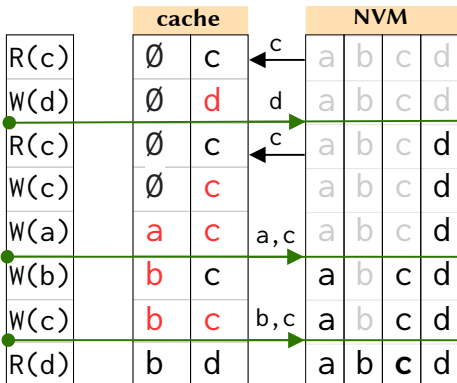 cache NVM
R(c) Ø c c a b c d
W(d) Ø d a b c d
d
R(c) Ø c c a b c d
W(c) Ø c a b c d
W(a) a c a b c d
a,c
W(b) b c a b c d
W(c) b c a b c d
b,c
R(d) b d a b c d